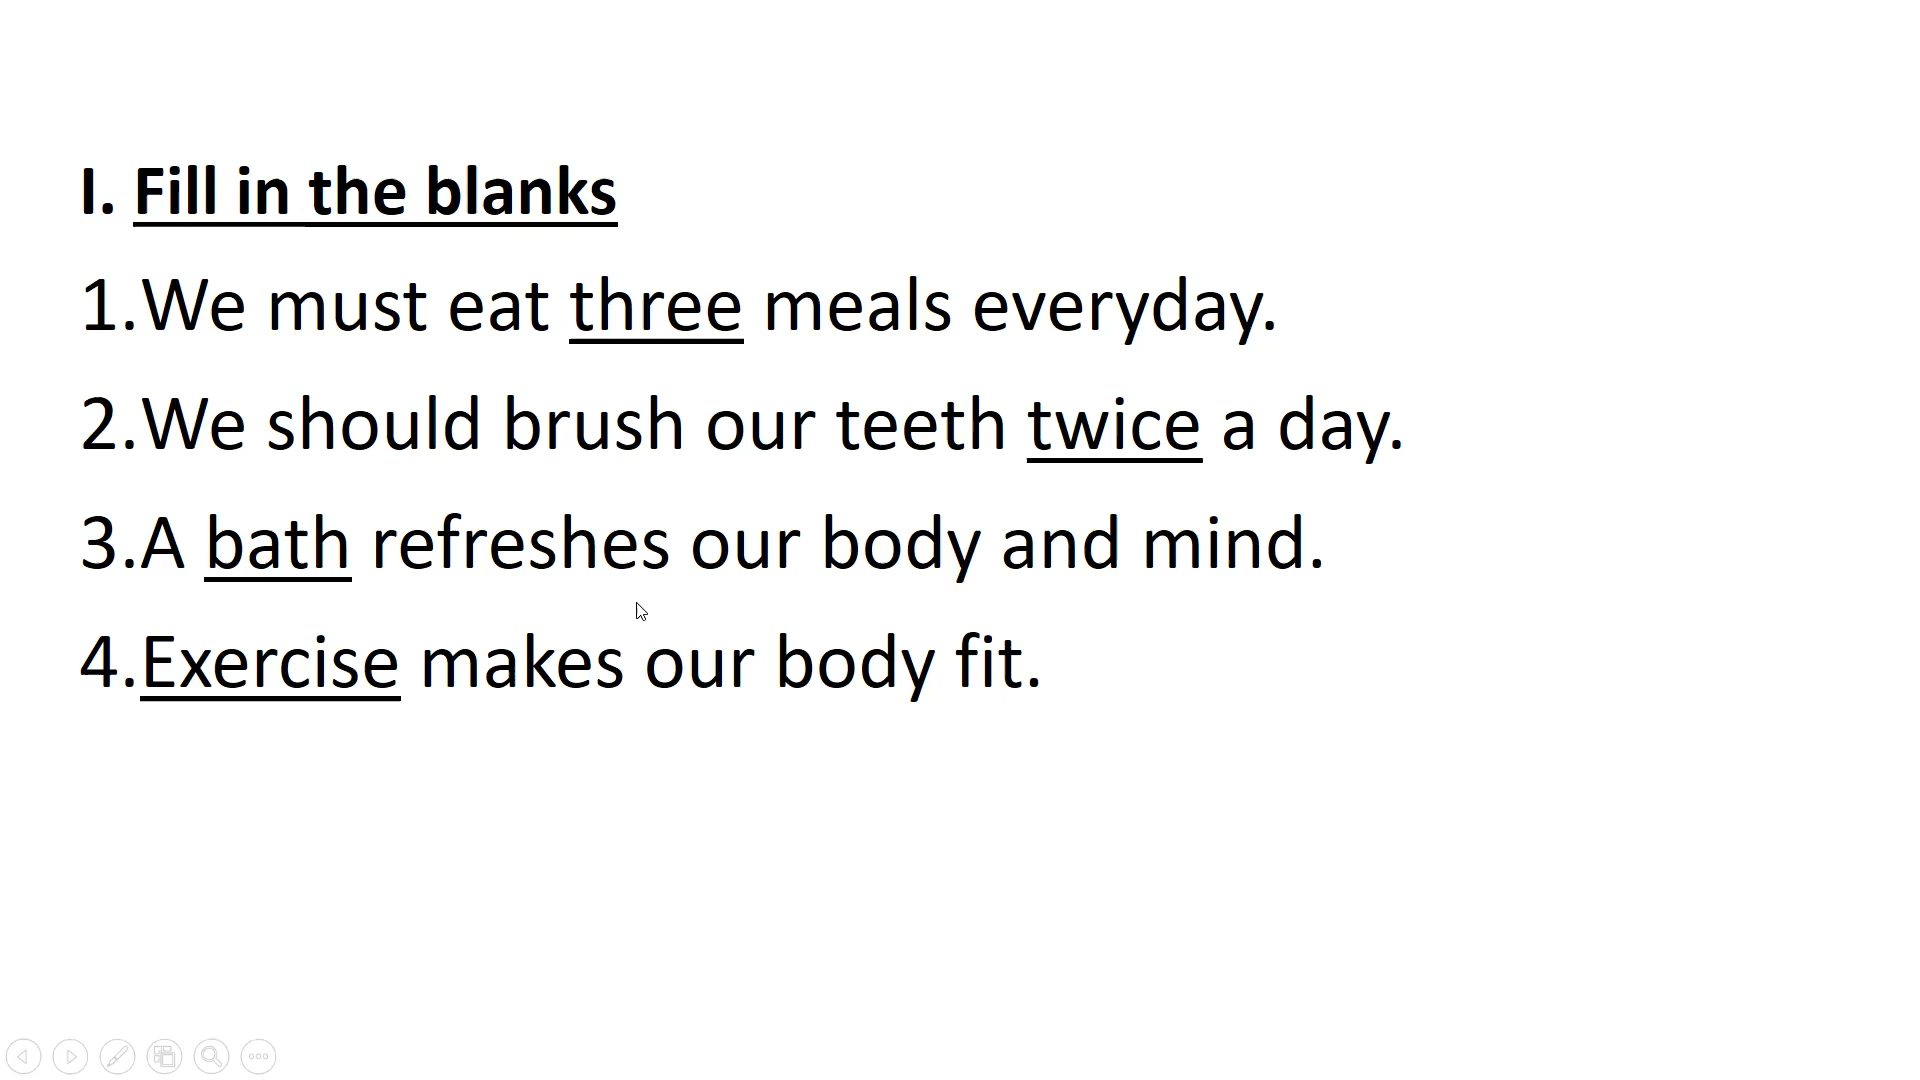 I. Fill in the blanks
1.We must eat three meals everyday.
2.We should brush our teeth twice a day.
3.A bath refreshes our body and mind.
4.Exercise makes our body fit.